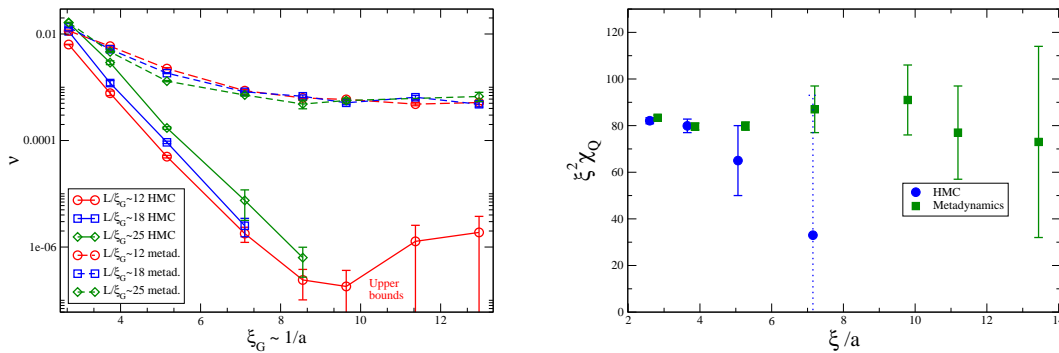 0.01
0.0001
1e-06
ν
L/ξG~12 HMC
L/ξG~18 HMC
L/ξG~25 HMC
L/ξG~12 metad.
L/ξG~18 metad.
L/ξG~25 metad.
Upper
bounds
4 6 8 10 12
ξG ~ 1/a
120
100
80
60
40
20
0
ξ²χQ
HMC
Metadynamics
2 4 6 8 10 12 14
ξ /a